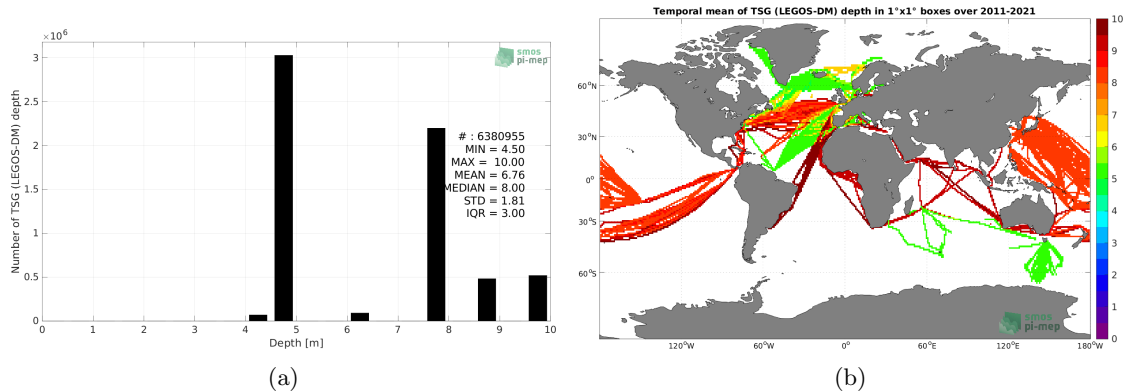 ×10⁶
3
2.5
2
1.5
1
0.5
0
0 1 2 3 4 5 6 7 8 9 10
Number of TSG (LEGOS-DM) depth
Depth [m]
smos
pi-mep
# : 6380955
MIN = 4.50
MAX = 10.00
MEAN = 6.76
MEDIAN = 8.00
STD = 1.81
IQR = 3.00
(a)
Temporal mean of TSG (LEGOS-DM) depth in 1°x1° boxes over 2011-2021
60°N
30°N
0°
30°S
60°S
120°W 60°W 0° 60°E 120°E 180°W
smos
pi-mep
10
9
8
7
6
5
4
3
2
1
0
(b)